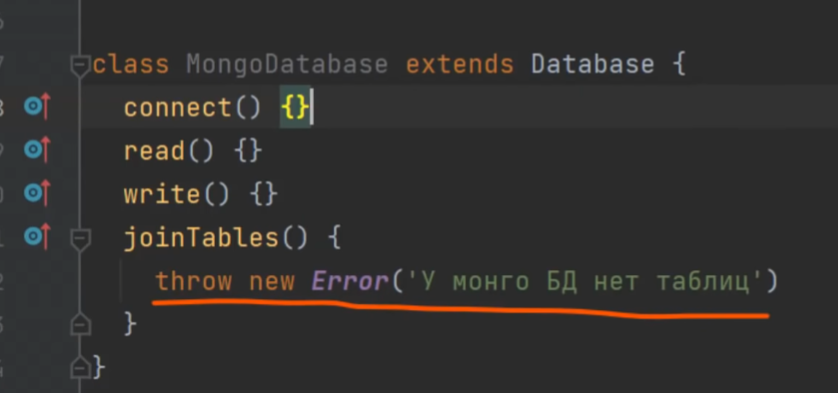 class MongoDatabase extends Database {
connect() {}
read() {}
write() {}
joinTables() {
throw new Error('У монго БД нет таблиц')
}
}